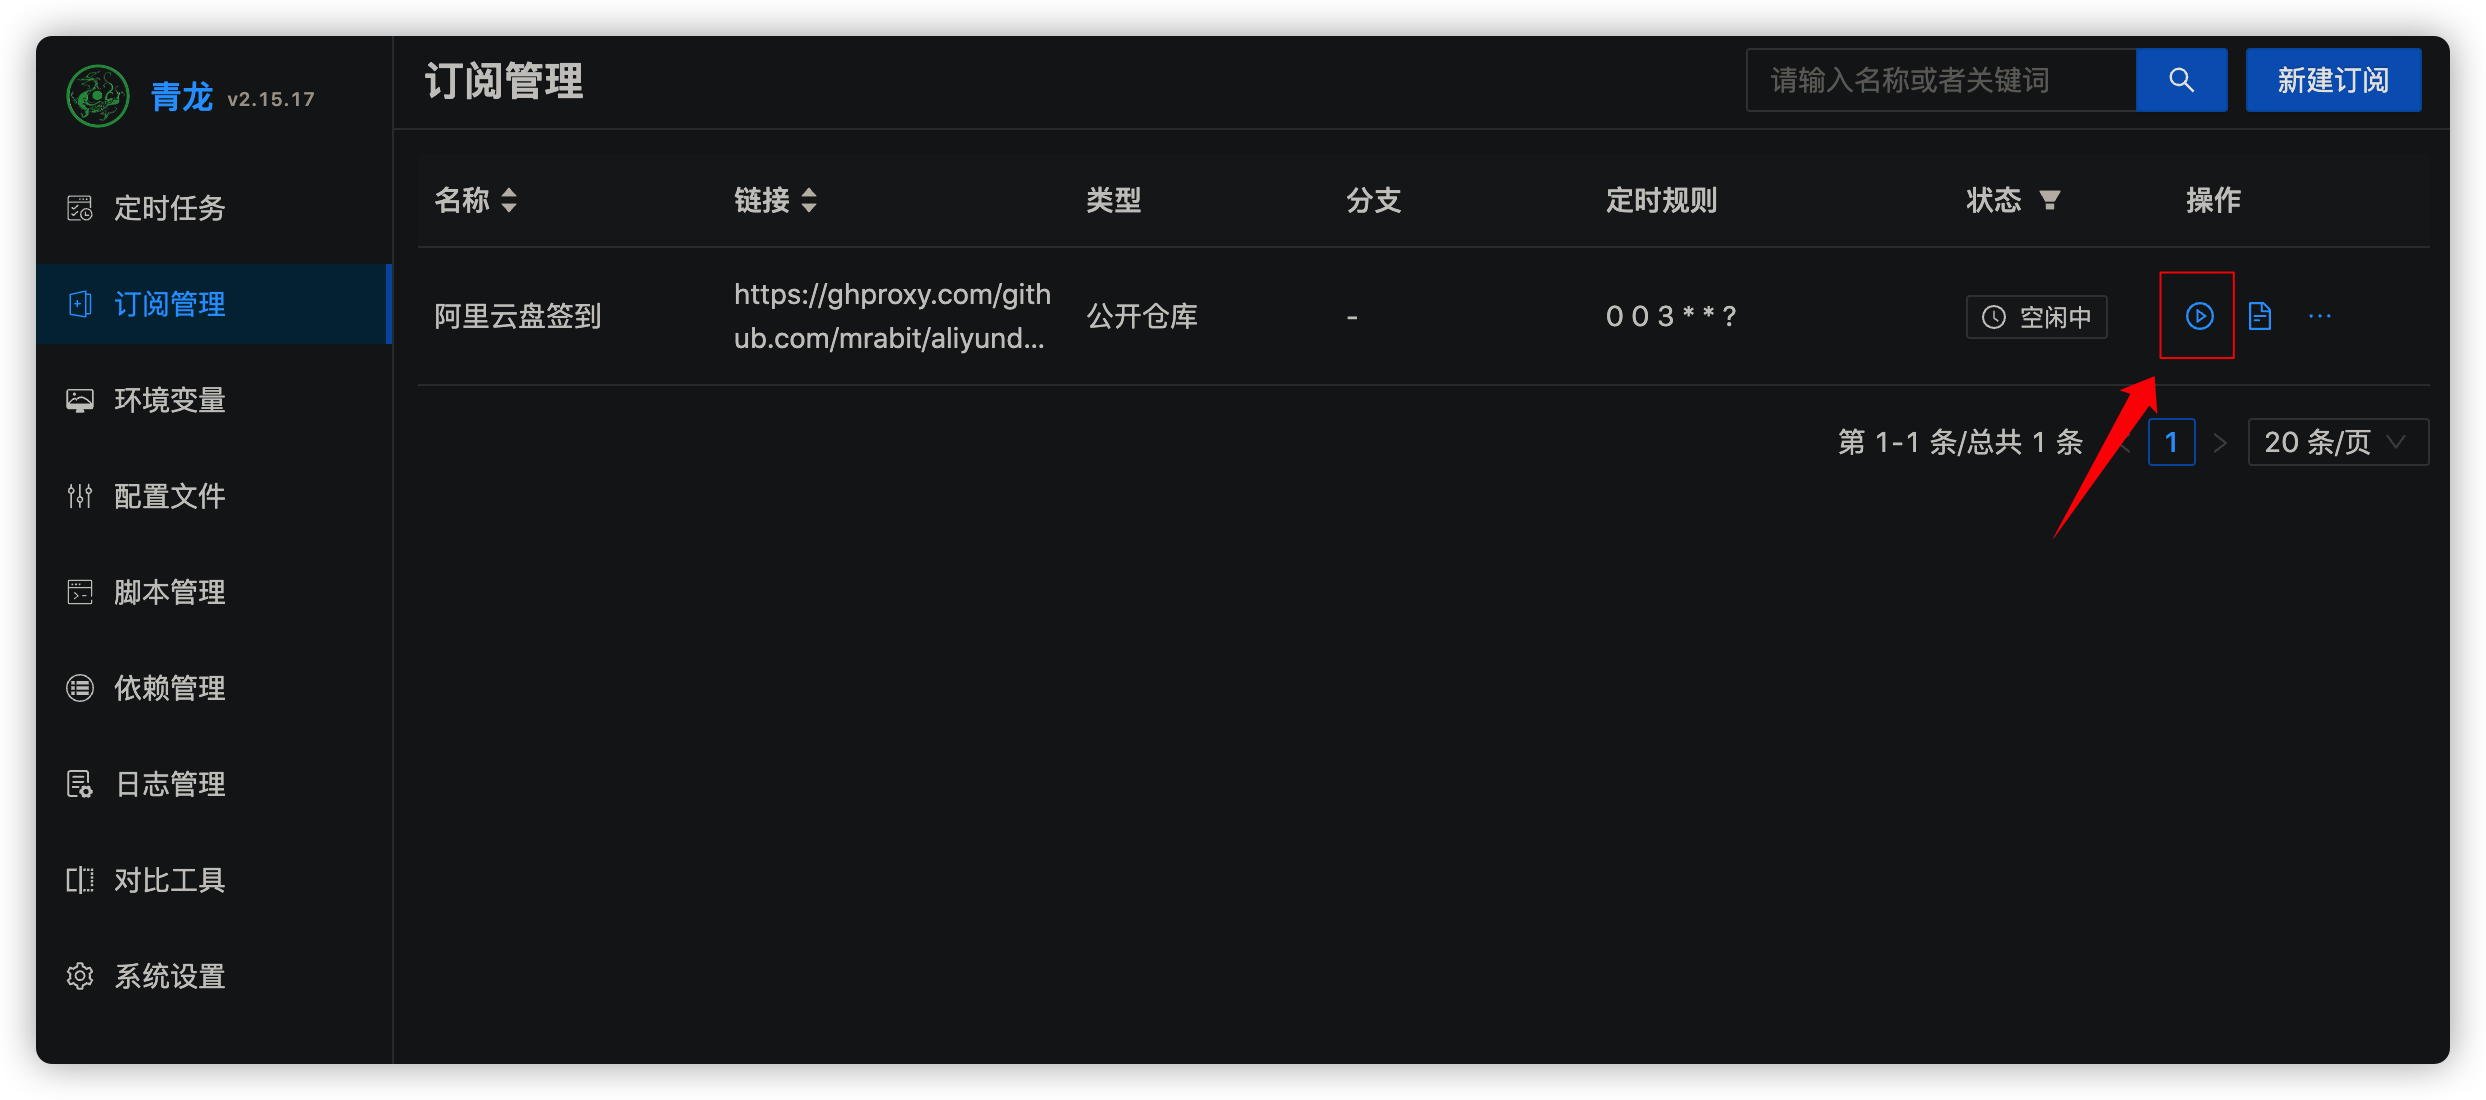 青龙 v2.15.17
定时任务
订阅管理
环境变量
配置文件
脚本管理
依赖管理
日志管理
对比工具
系统设置
订阅管理
请输入名称或者关键词
新建订阅
名称 链接 类型 分支 定时规则 状态 操作
阿里云盘签到 https://ghproxy.com/gith 公开仓库 - 0 0 3 * * ? 空闲中 ···
ub.com/mrabit/aliyund...
第 1-1 条/总共 1 条 < 1 > 20 条/页